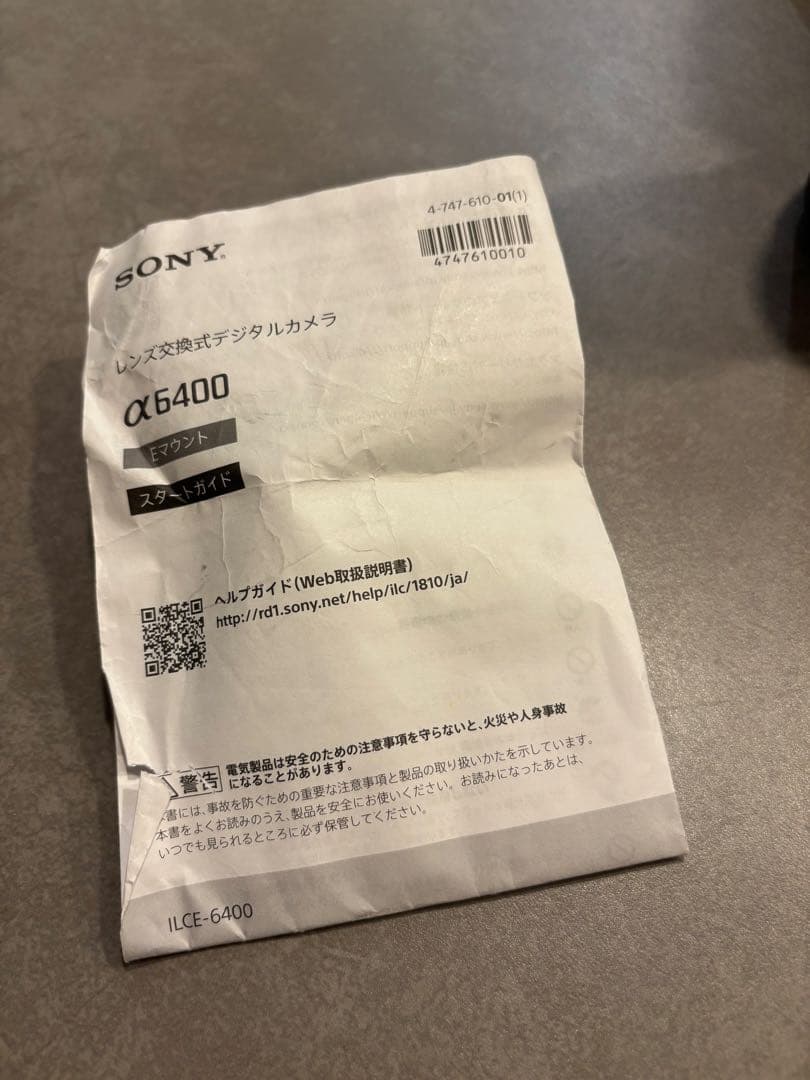 4-747-610-01(1)
4747610010
SONY®
レンズ交換式デジタルカメラ
α6400
Eマウント
スタートガイド
ヘルプガイド(Web取扱説明書)
http://rd1.sony.net/help/ilc/1810/ja/
警告
電気製品は安全のための注意事項を守らないと、火災や人身事故
になることがあります。
書には、事故を防ぐための重要な注意事項と製品の取り扱いかたを示しています。
本書をよくお読みのうえ、製品を安全にお使いください。お読みになったあとは、
いつでも見られるところに必ず保管してください。
ILCE-6400